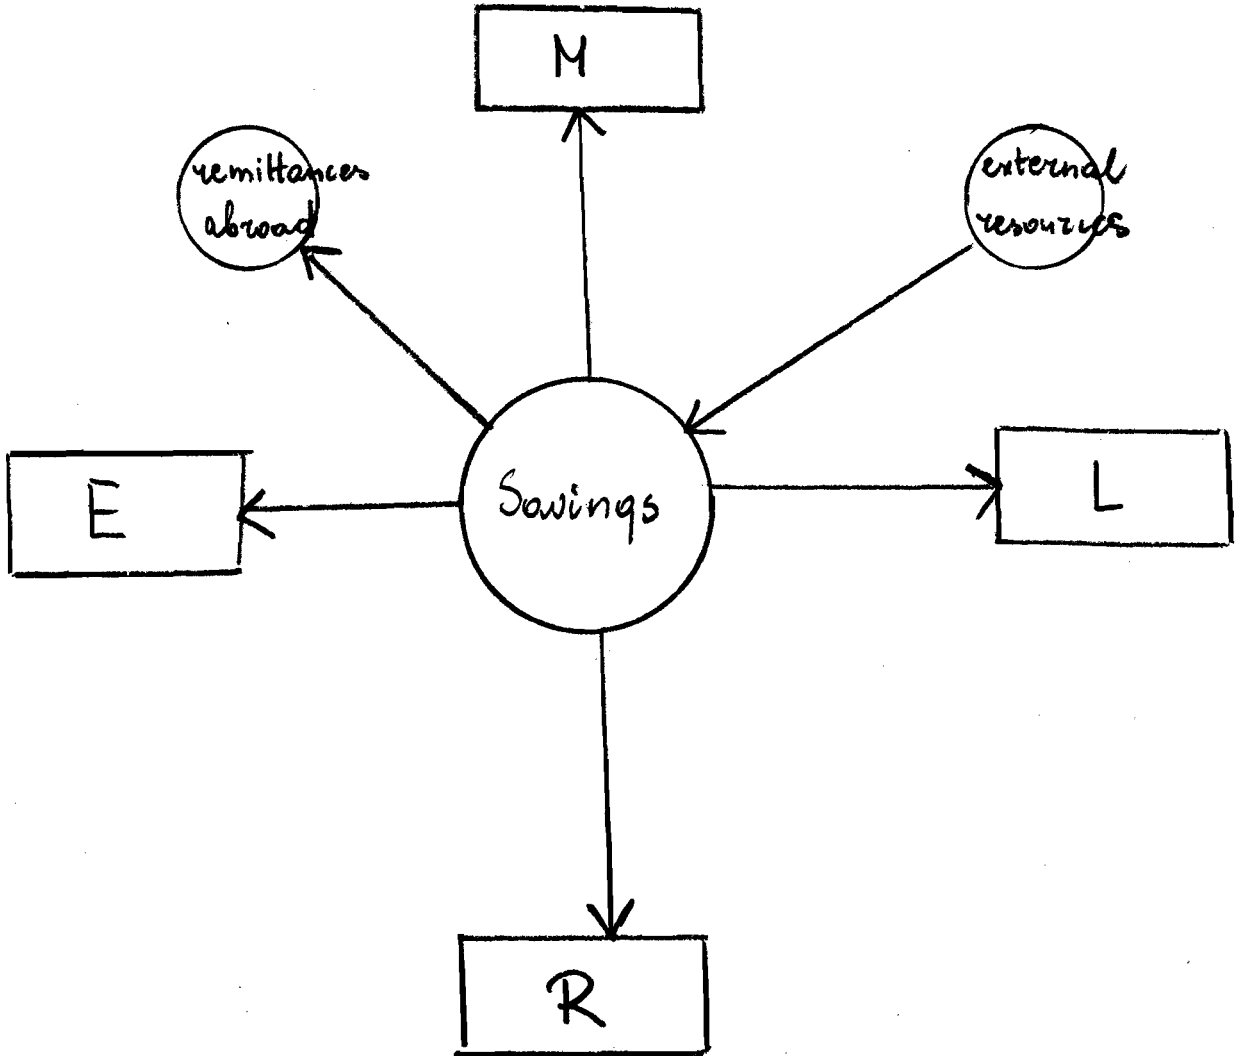 M
remittances
abroad
external
resources
E
Savings
L
R